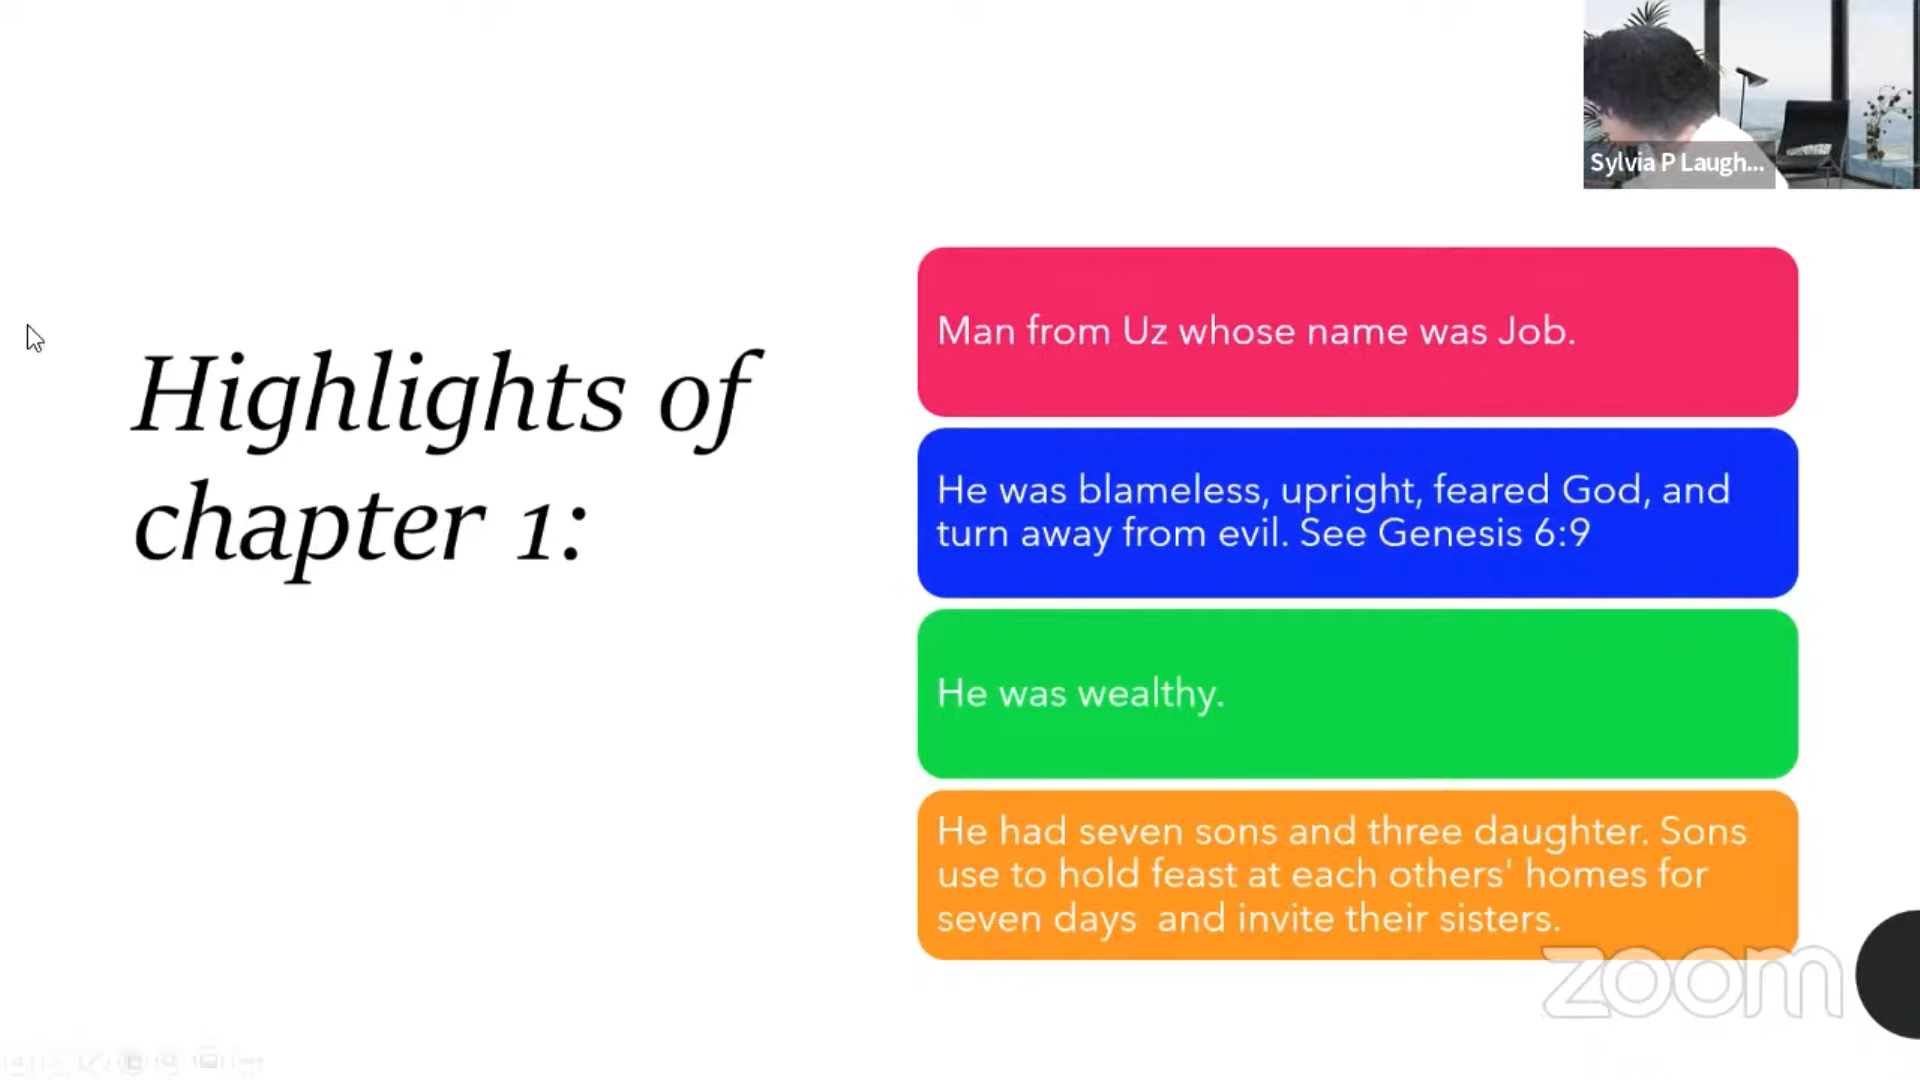 Sylvia P Laugh...
Highlights of
chapter 1:
Man from Uz whose name was Job.
He was blameless, upright, feared God, and
turn away from evil. See Genesis 6:9
He was wealthy.
He had seven sons and three daughter. Sons
use to hold feast at each others' homes for
seven days  and invite their sisters.
zoom